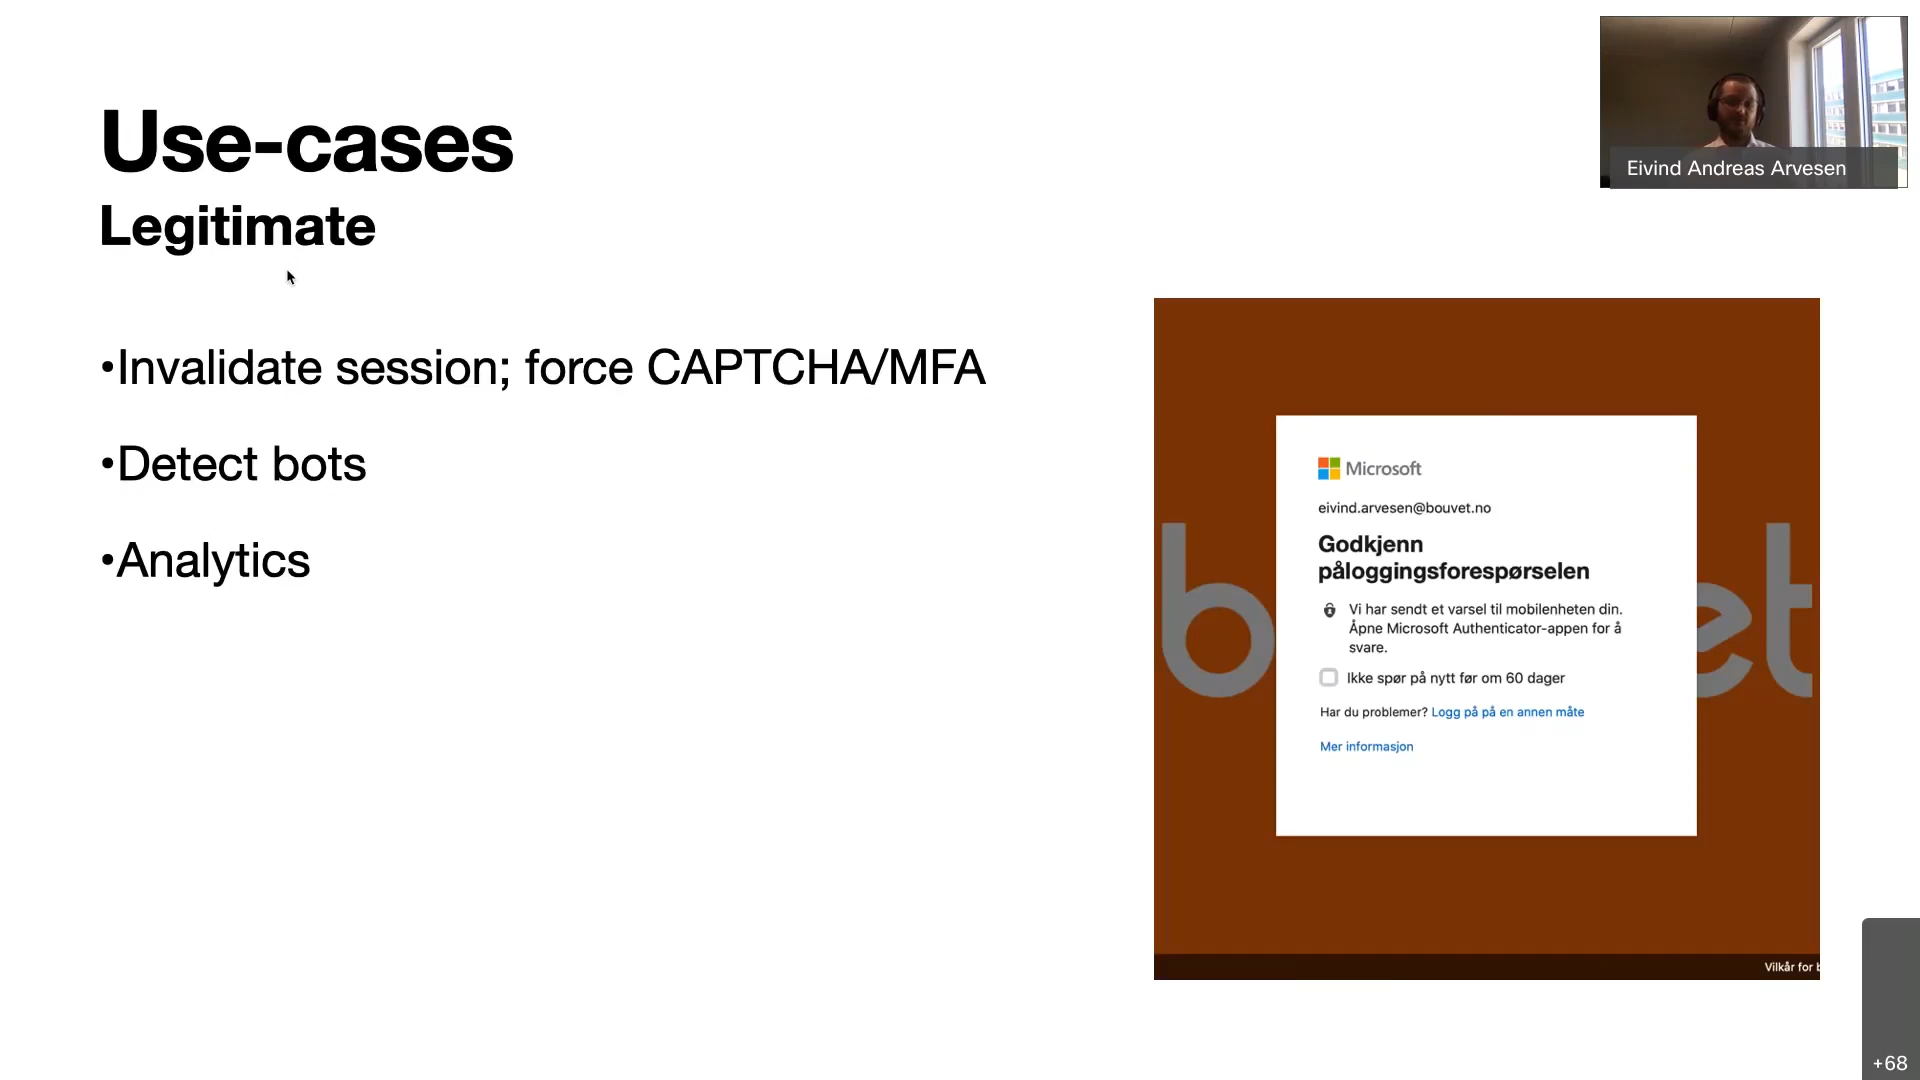 Use-cases
Legitimate
•Invalidate session; force CAPTCHA/MFA
•Detect bots
•Analytics
Eivind Andreas Arvesen
b et
Microsoft
eivind.arvesen@bouvet.no
Godkjenn
påloggingsforespørselen
Vi har sendt et varsel til mobilenheten din.
Åpne Microsoft Authenticator-appen for å
svare.
Ikke spør på nytt før om 60 dager
Har du problemer? Logg på på en annen måte
Mer informasjon
Vilkår for b
+68